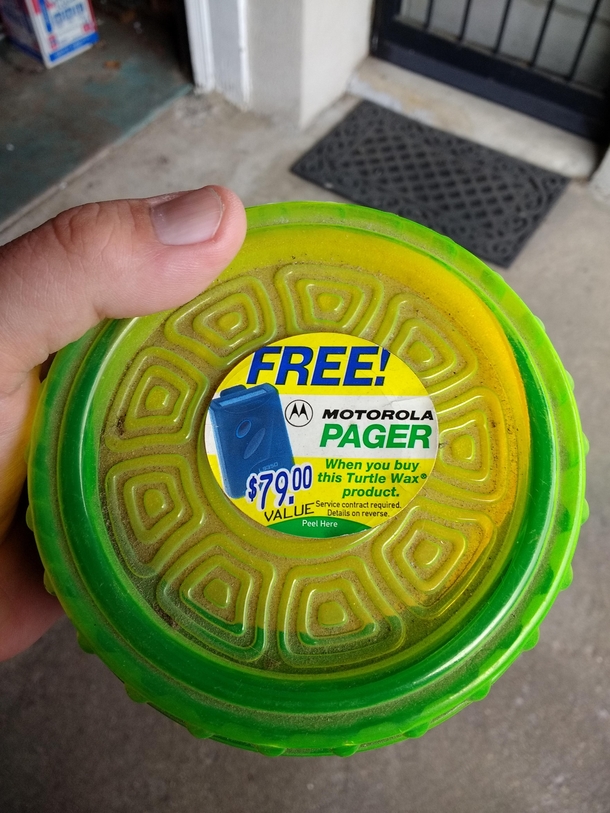 FREE!
MOTOROLA
PAGER
When you buy
this Turtle Wax®
product.
$79.00
VALUE
Service contract required.
Details on reverse.
Peel Here